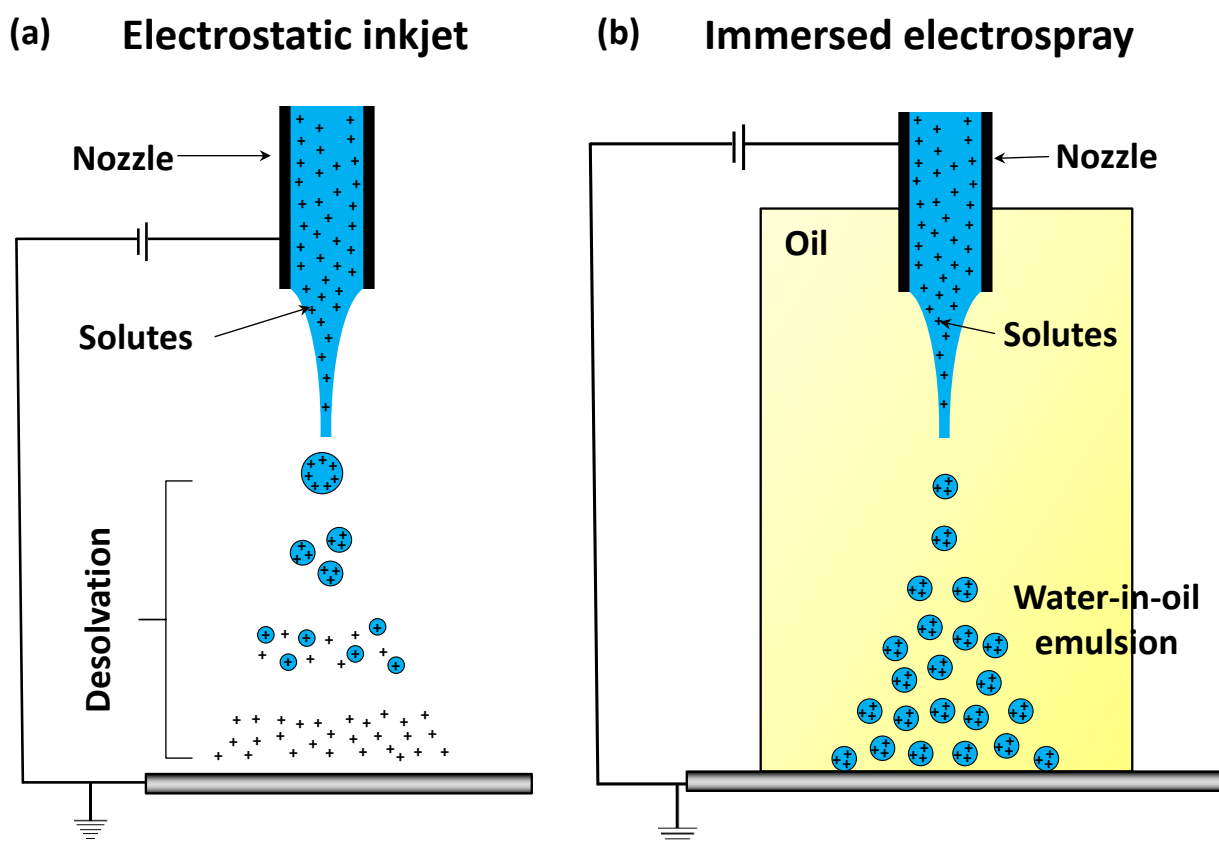 (a) Electrostatic inkjet
Nozzle
Solutes
Desolvation
(b) Immersed electrospray
Nozzle
Oil
Solutes
Water-in-oil
emulsion